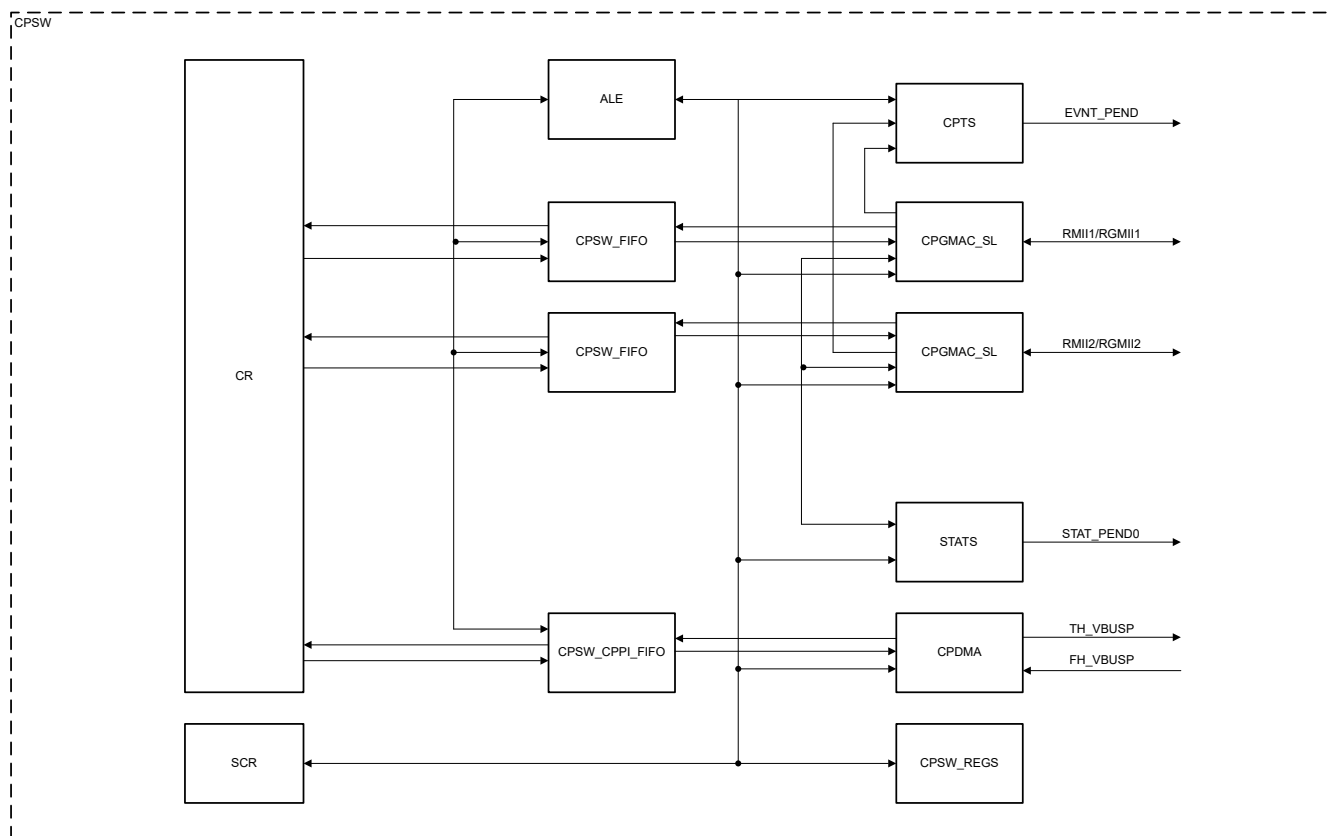 CPSW
ALE
CPTS
EVNT_PEND
CPSW_FIFO
CPGMAC_SL
RMII1/RGMII1
CR
CPSW_FIFO
CPGMAC_SL
RMII2/RGMII2
STATS
STAT_PEND0
CPSW_CPPI_FIFO
CPDMA
TH_VBUSP
FH_VBUSP
SCR
CPSW_REGS